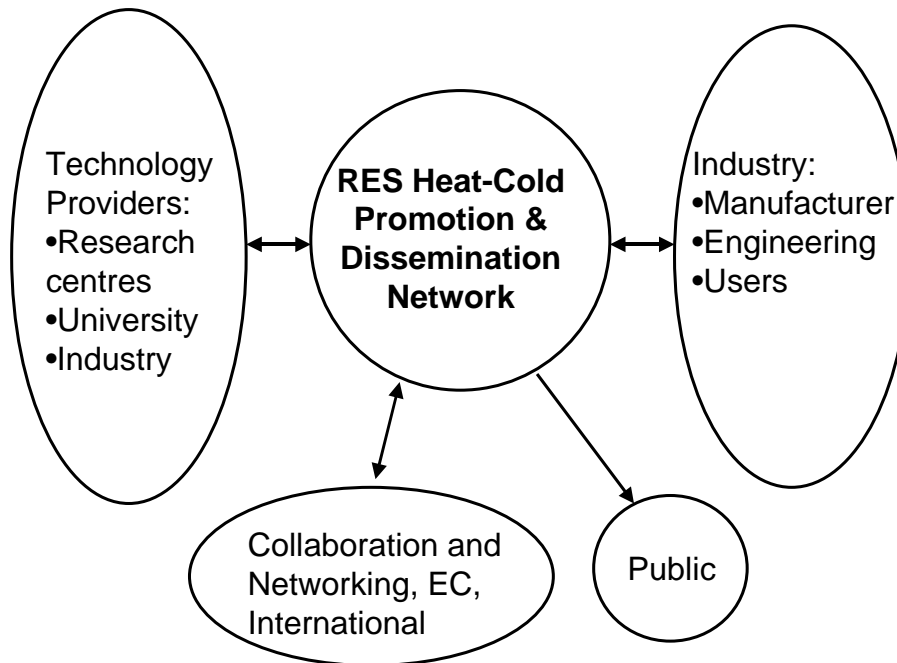 Technology
Providers:
•Research
centres
•University
•Industry
RES Heat-Cold
Promotion &
Dissemination
Network
Industry:
•Manufacturer
•Engineering
•Users
Collaboration and
Networking, EC,
International
Public